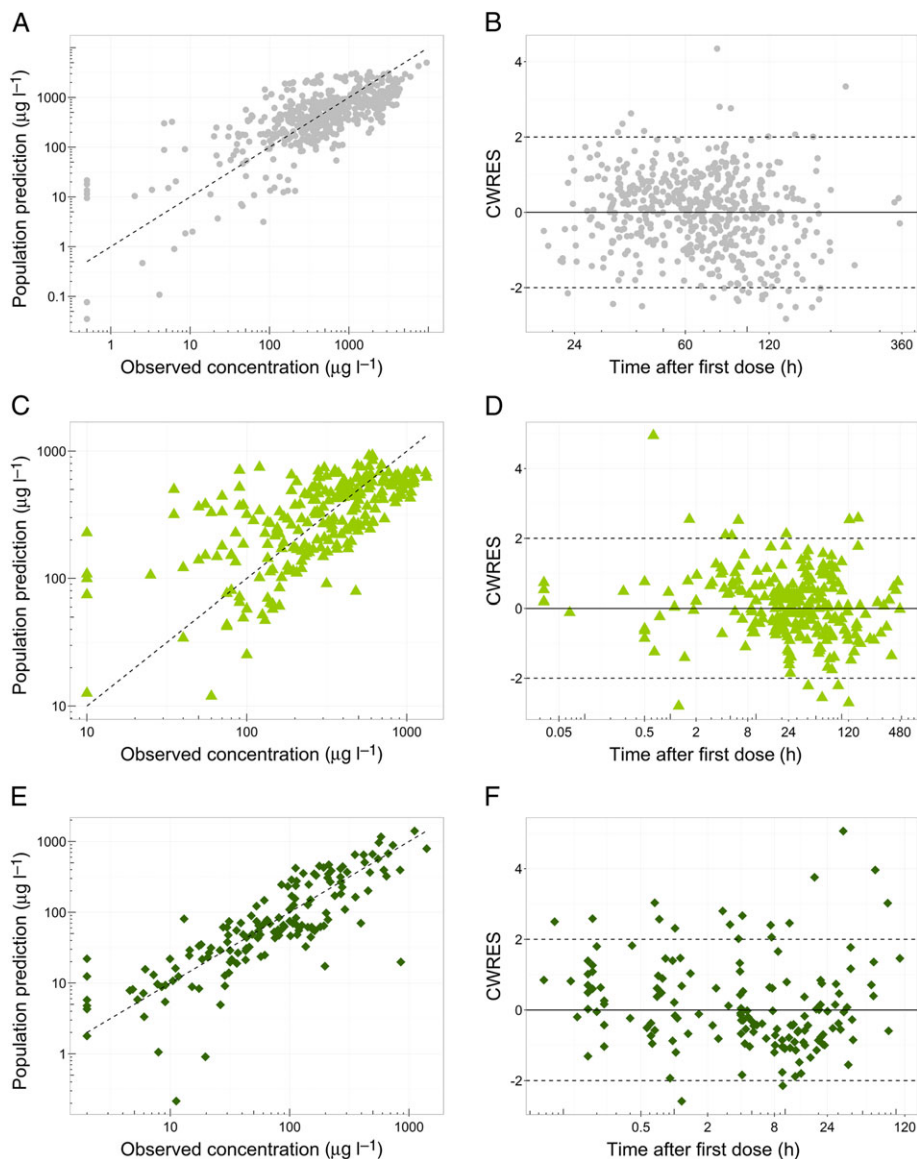 A
Population prediction (μg l⁻¹)
1000
100
10
1
0.1
1
10
100
1000
10000
Observed concentration (μg l⁻¹)
B
CWRES
4
2
0
-2
24
60
120
360
Time after first dose (h)
C
Population prediction (μg l⁻¹)
1000
100
10
10
100
1000
Observed concentration (μg l⁻¹)
D
CWRES
4
2
0
-2
0.05
0.5
2
8
24
120
480
Time after first dose (h)
E
Population prediction (μg l⁻¹)
1000
100
10
1
10
100
1000
Observed concentration (μg l⁻¹)
F
CWRES
4
2
0
-2
0.5
2
8
24
120
Time after first dose (h)